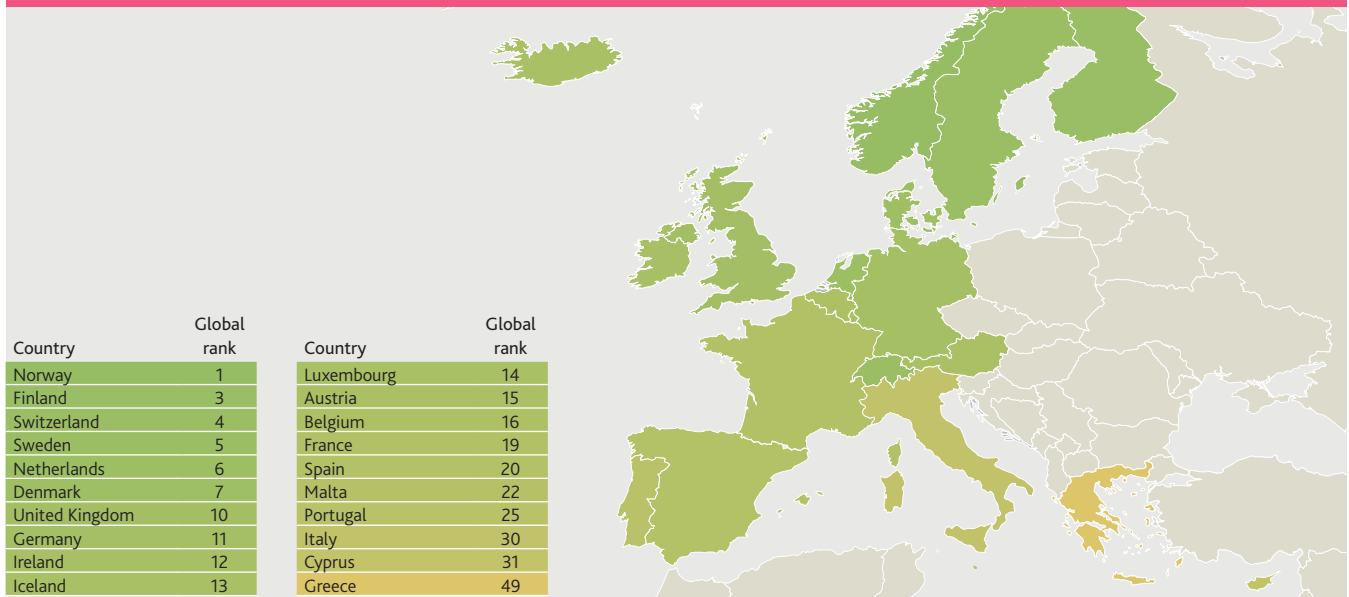 Country Global rank
Norway 1
Finland 3
Switzerland 4
Sweden 5
Netherlands 6
Denmark 7
United Kingdom 10
Germany 11
Ireland 12
Iceland 13
Country Global rank
Luxembourg 14
Austria 15
Belgium 16
France 19
Spain 20
Malta 22
Portugal 25
Italy 30
Cyprus 31
Greece 49